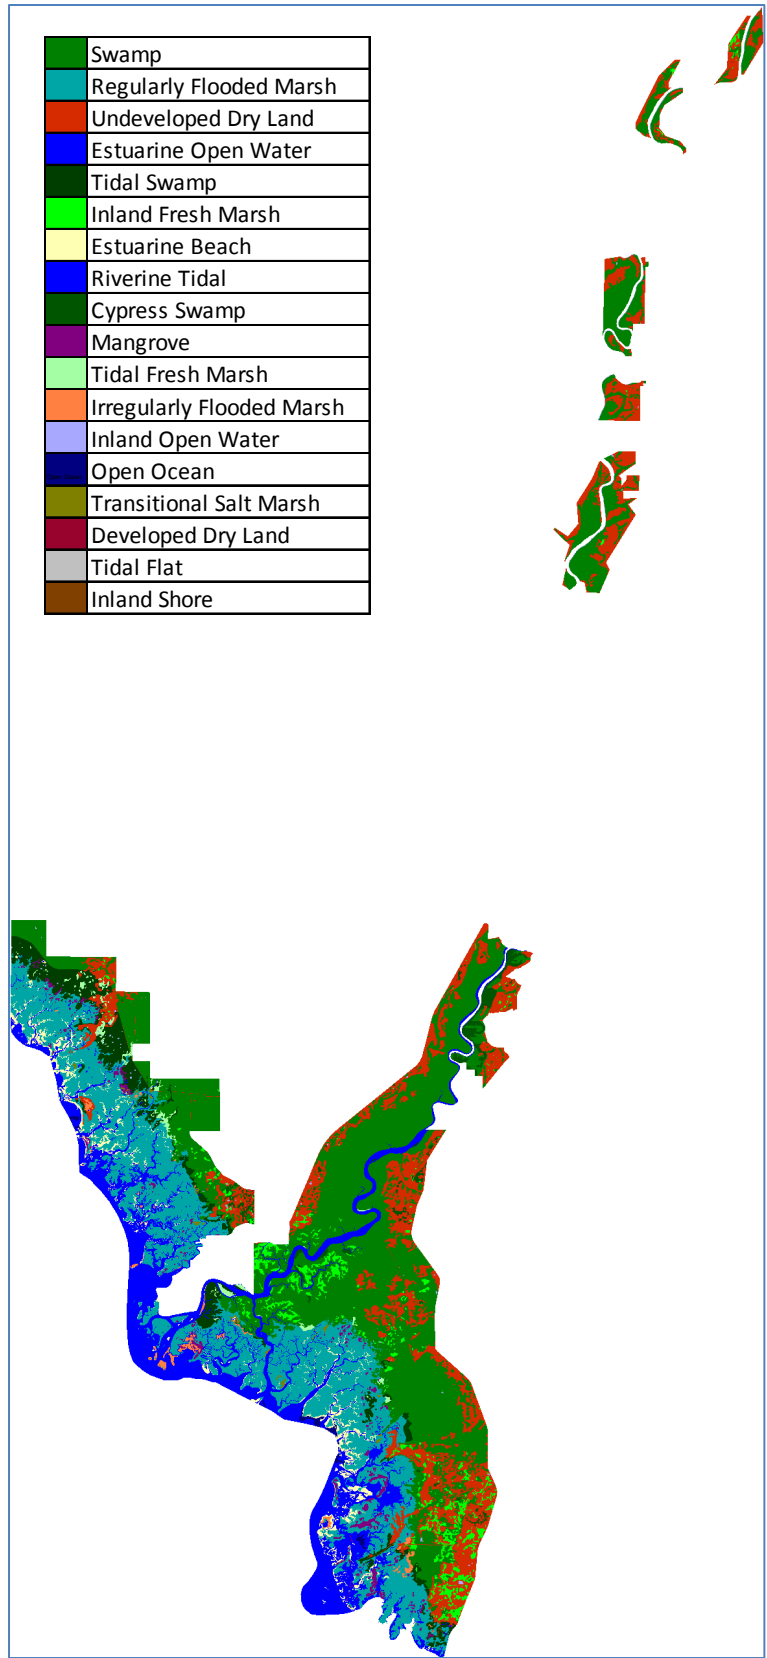 Swamp
Regularly Flooded Marsh
Undeveloped Dry Land
Estuarine Open Water
Tidal Swamp
Inland Fresh Marsh
Estuarine Beach
Riverine Tidal
Cypress Swamp
Mangrove
Tidal Fresh Marsh
Irregularly Flooded Marsh
Inland Open Water
Open Ocean
Transitional Salt Marsh
Developed Dry Land
Tidal Flat
Inland Shore